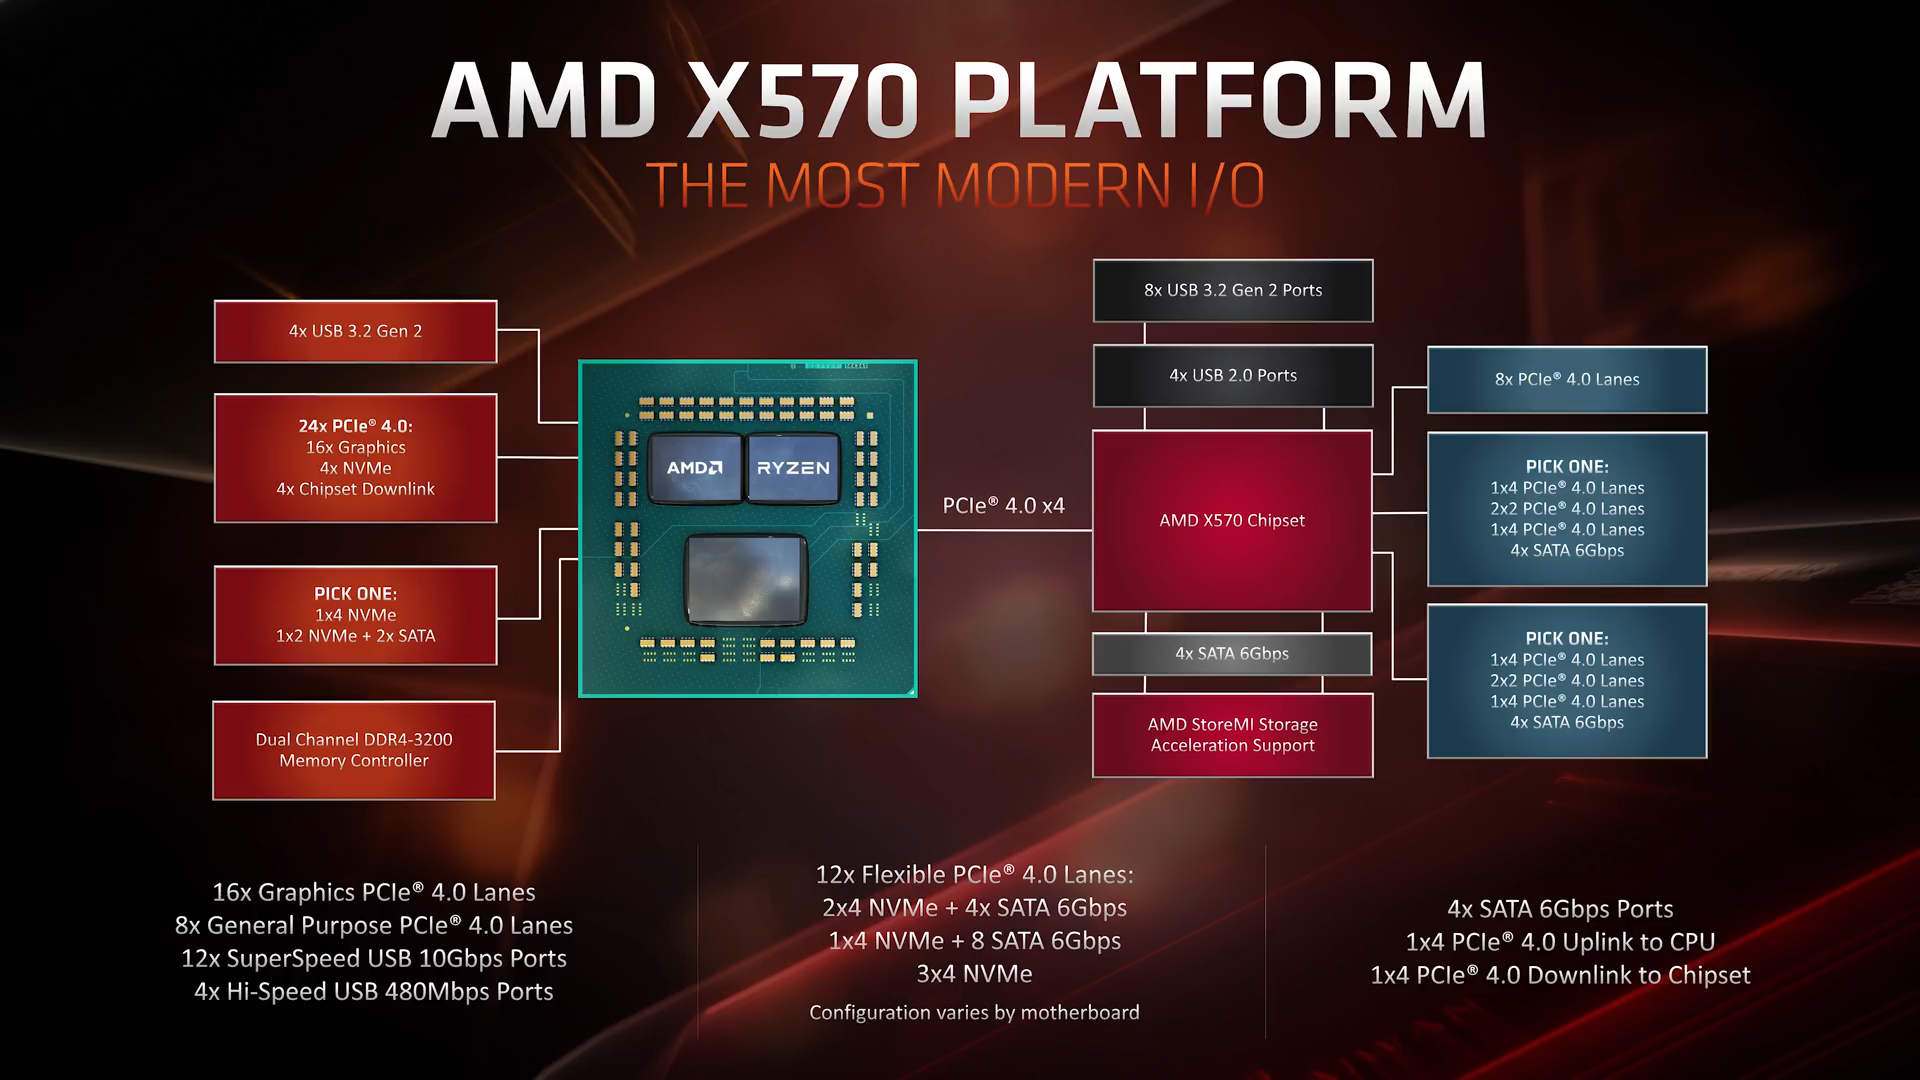 AMD X570 PLATFORM
THE MOST MODERN I/O
4x USB 3.2 Gen 2
24x PCIe® 4.0:
16x Graphics
4x NVMe
4x Chipset Downlink
PICK ONE:
1x4 NVMe
1x2 NVMe + 2x SATA
Dual Channel DDR4-3200
Memory Controller
AMD
RYZEN
PCIe® 4.0 x4
8x USB 3.2 Gen 2 Ports
4x USB 2.0 Ports
AMD X570 Chipset
4x SATA 6Gbps
AMD StoreMI Storage
Acceleration Support
8x PCIe® 4.0 Lanes
PICK ONE:
1x4 PCIe® 4.0 Lanes
2x2 PCIe® 4.0 Lanes
1x4 PCIe® 4.0 Lanes
4x SATA 6Gbps
PICK ONE:
1x4 PCIe® 4.0 Lanes
2x2 PCIe® 4.0 Lanes
1x4 PCIe® 4.0 Lanes
4x SATA 6Gbps
16x Graphics PCIe® 4.0 Lanes
8x General Purpose PCIe® 4.0 Lanes
12x SuperSpeed USB 10Gbps Ports
4x Hi-Speed USB 480Mbps Ports
12x Flexible PCIe® 4.0 Lanes:
2x4 NVMe + 4x SATA 6Gbps
1x4 NVMe + 8 SATA 6Gbps
3x4 NVMe
Configuration varies by motherboard
4x SATA 6Gbps Ports
1x4 PCIe® 4.0 Uplink to CPU
1x4 PCIe® 4.0 Downlink to Chipset